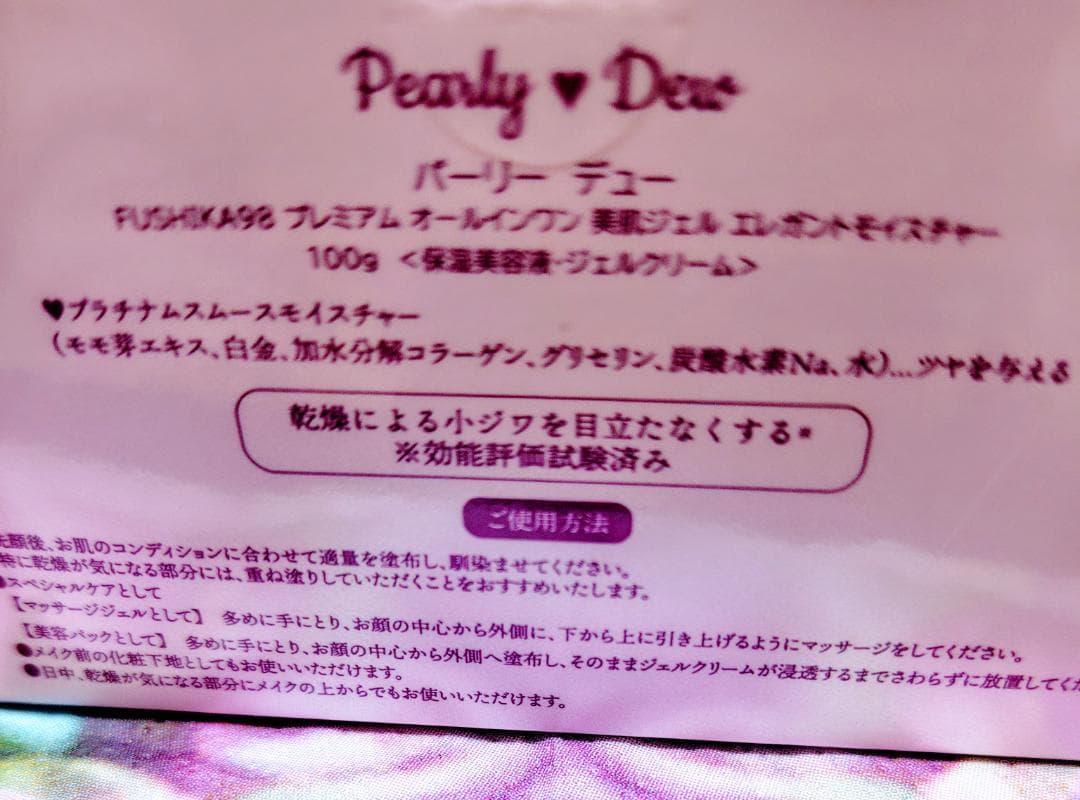 Pearly ♥ Dew
パーリー デュー
FUSHIKA98 プレミアム オールインワン 美肌ジェル エレガントモイスチャー
100g <保湿美容液・ジェルクリーム>
♥プラチナムスムースモイスチャー
(モモ芽エキス、白金、加水分解コラーゲン、グリセリン、炭酸水素Na、水)…ツヤを与える
乾燥による小ジワを目立たなくする※
※効能評価試験済み
ご使用方法
洗顔後、お肌のコンディションに合わせて適量を塗布し、馴染ませてください。
特に乾燥が気になる部分には、重ね塗りしていただくことをおすすめいたします。
●スペシャルケアとして
【マッサージジェルとして】 多めに手にとり、お顔の中心から外側に、下から上に引き上げるようにマッサージをしてください。
【美容パックとして】 多めに手にとり、お顔の中心から外側へ塗布し、そのままジェルクリームが浸透するまでさわらずに放置してくだ
●メイク前の化粧下地としてもお使いいただけます。
●日中、乾燥が気になる部分にメイクの上からでもお使いいただけます。